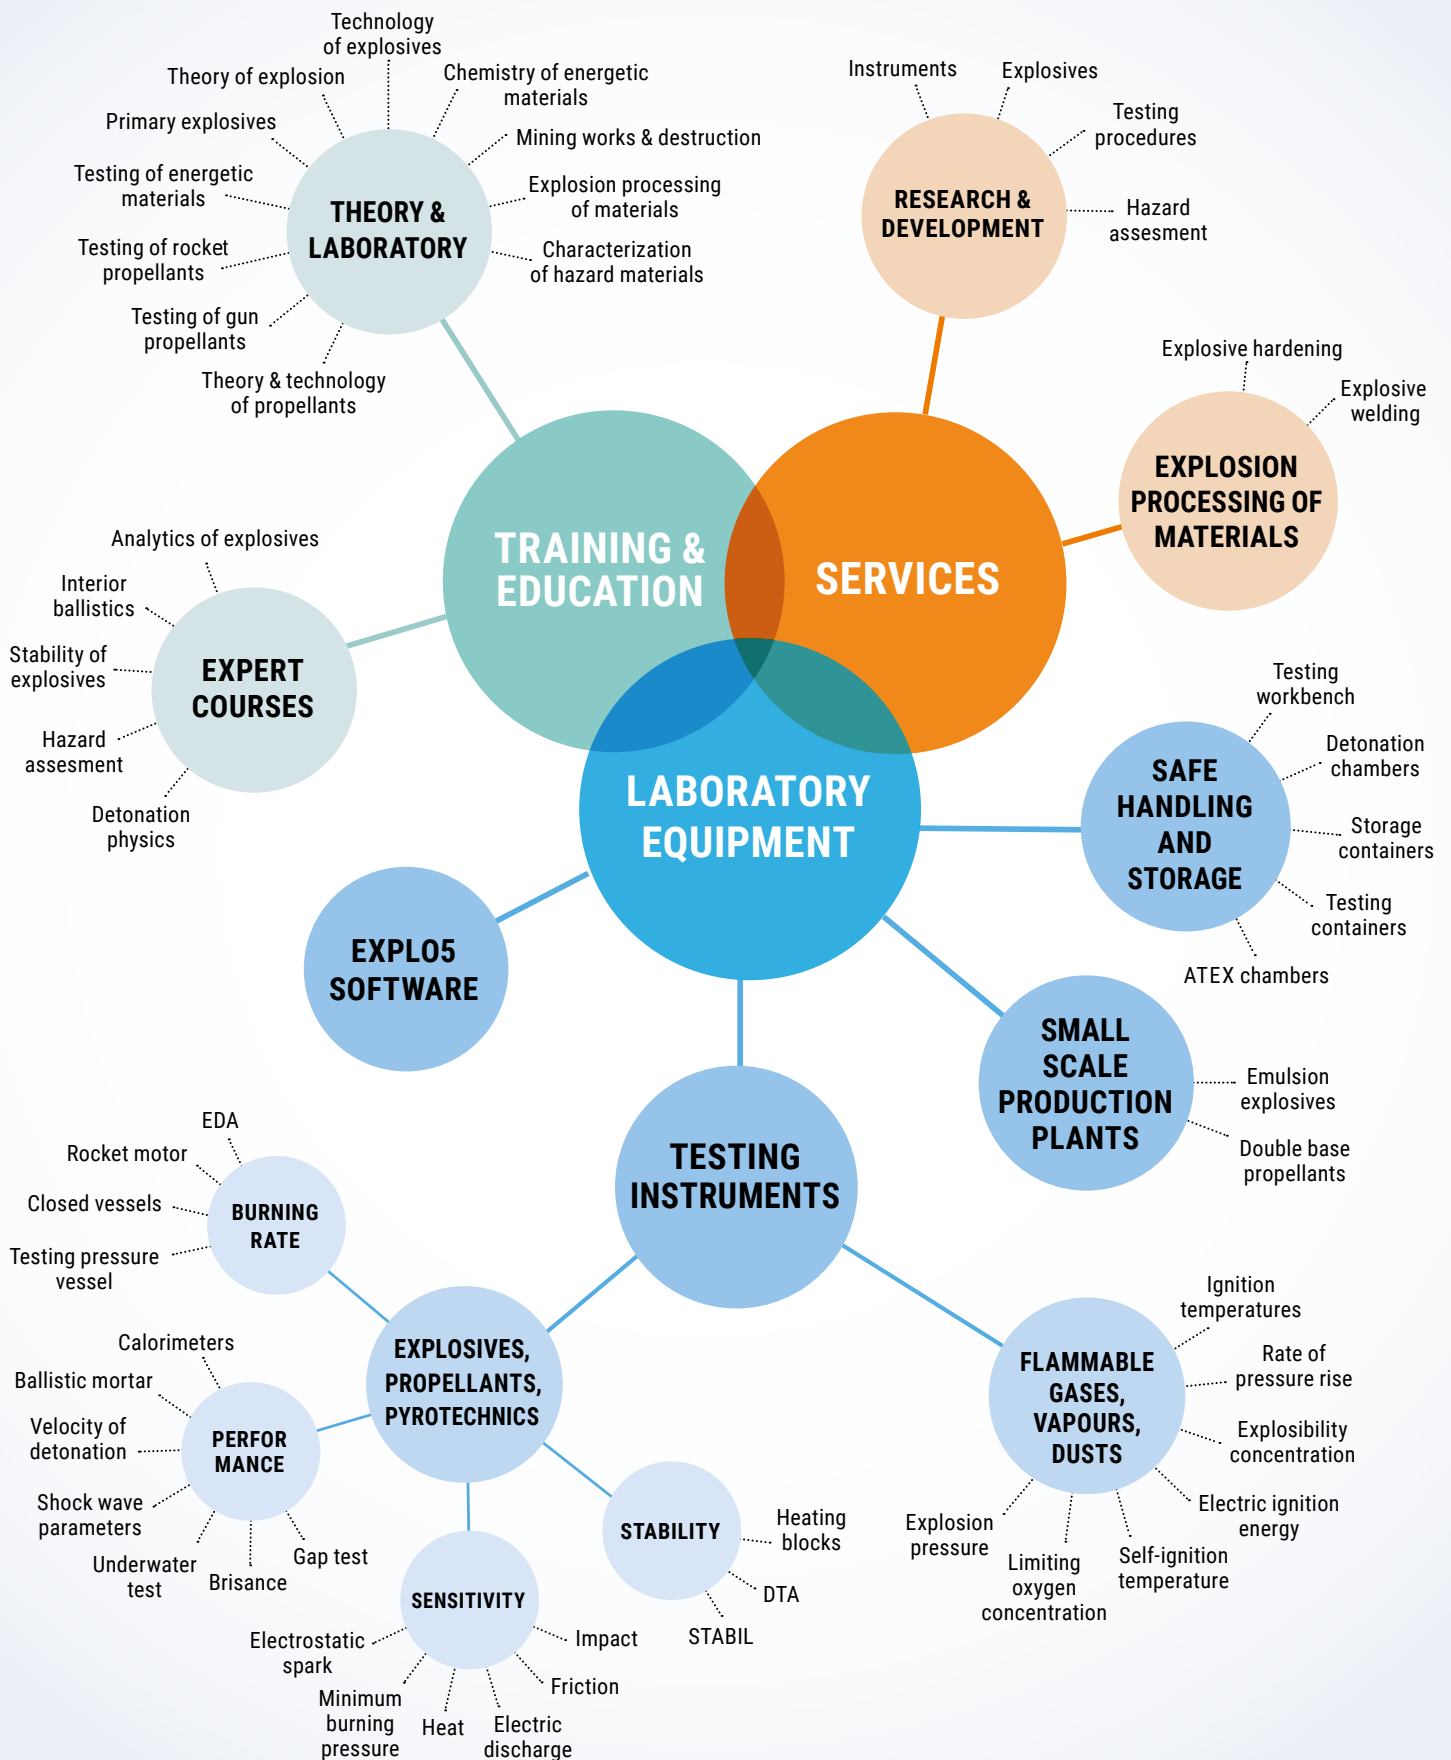 Technology
of explosives
Theory of explosion
Chemistry of energetic
materials
Primary explosives
Mining works & destruction
Testing of energetic
materials
Explosion processing
of materials
THEORY &
LABORATORY
Testing of rocket
propellants
Characterization
of hazard materials
Testing of gun
propellants
Theory & technology
of propellants
Instruments
Explosives
Testing
procedures
RESEARCH &
DEVELOPMENT
Hazard
assesment
Explosive hardening
Explosive
welding
EXPLOSION
PROCESSING OF
MATERIALS
TRAINING &
EDUCATION
SERVICES
Analytics of explosives
Interior
ballistics
Stability of
explosives
EXPERT
COURSES
Hazard
assesment
Detonation
physics
LABORATORY
EQUIPMENT
Testing
workbench
Detonation
chambers
SAFE
HANDLING
AND
STORAGE
Storage
containers
Testing
containers
ATEX chambers
EXPLO5
SOFTWARE
SMALL
SCALE
PRODUCTION
PLANTS
Emulsion
explosives
Double base
propellants
TESTING
INSTRUMENTS
EDA
Rocket motor
Closed vessels
Testing pressure
vessel
BURNING
RATE
EXPLOSIVES,
PROPELLANTS,
PYROTECHNICS
Calorimeters
Ballistic mortar
Velocity of
detonation
PERFOR
MANCE
Shock wave
parameters
Underwater
test
Brisance
Gap test
STABILITY
Heating
blocks
DTA
STABIL
SENSITIVITY
Electrostatic
spark
Minimum
burning
pressure
Heat
Electric
discharge
Friction
Impact
Ignition
temperatures
FLAMMABLE
GASES,
VAPOURS,
DUSTS
Rate of
pressure rise
Explosibility
concentration
Electric ignition
energy
Self-ignition
temperature
Limiting
oxygen
concentration
Explosion
pressure